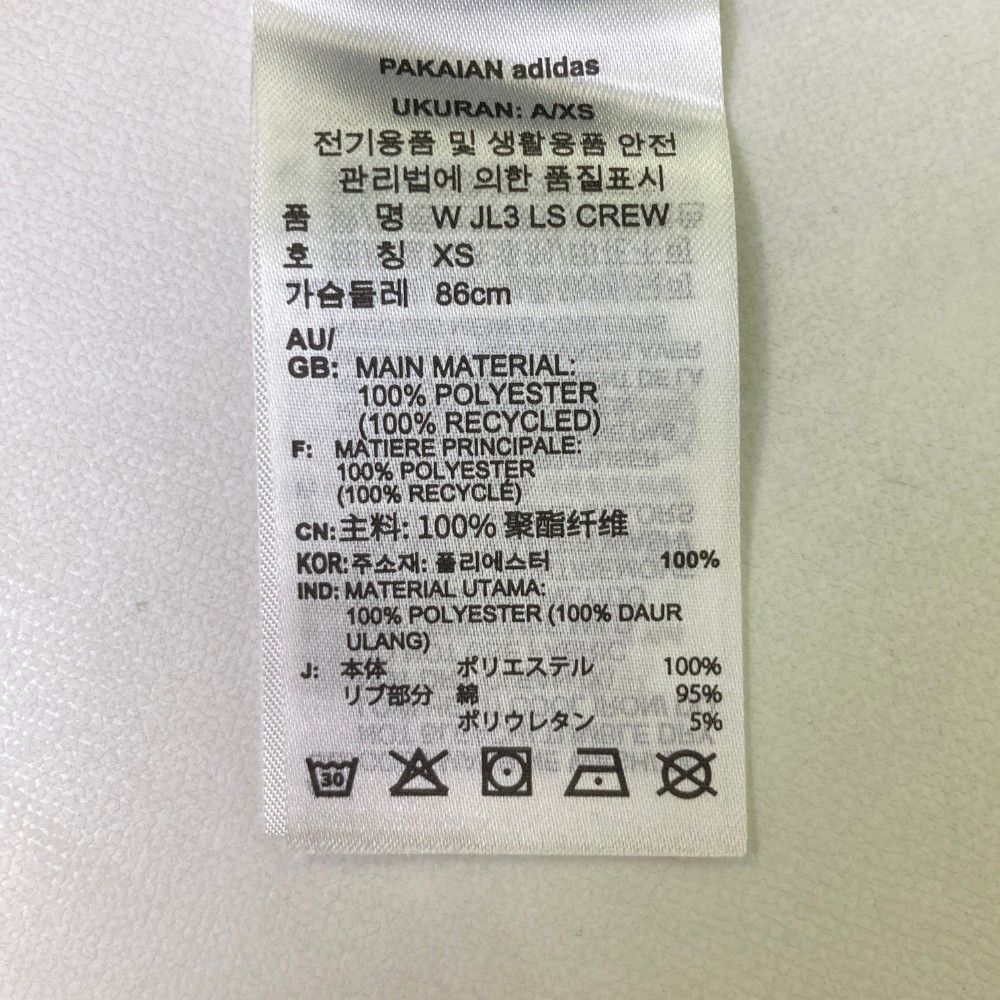 PAKAIAN adidas
UKURAN: A/XS
전기용품 및 생활용품 안전
관리법에 의한 품질표시
품 명 W JL3 LS CREW
호 칭 XS
가슴둘레 86cm
AU/
GB: MAIN MATERIAL:
100% POLYESTER
(100% RECYCLED)
F: MATIERE PRINCIPALE:
100% POLYESTER
(100% RECYCLÉ)
CN: 主料: 100% 聚酯纤维
KOR: 주소재: 폴리에스터 100%
IND: MATERIAL UTAMA:
100% POLYESTER (100% DAUR
ULANG)
J: 本体 ポリエステル 100%
リブ部分 綿 95%
ポリウレタン 5%
30